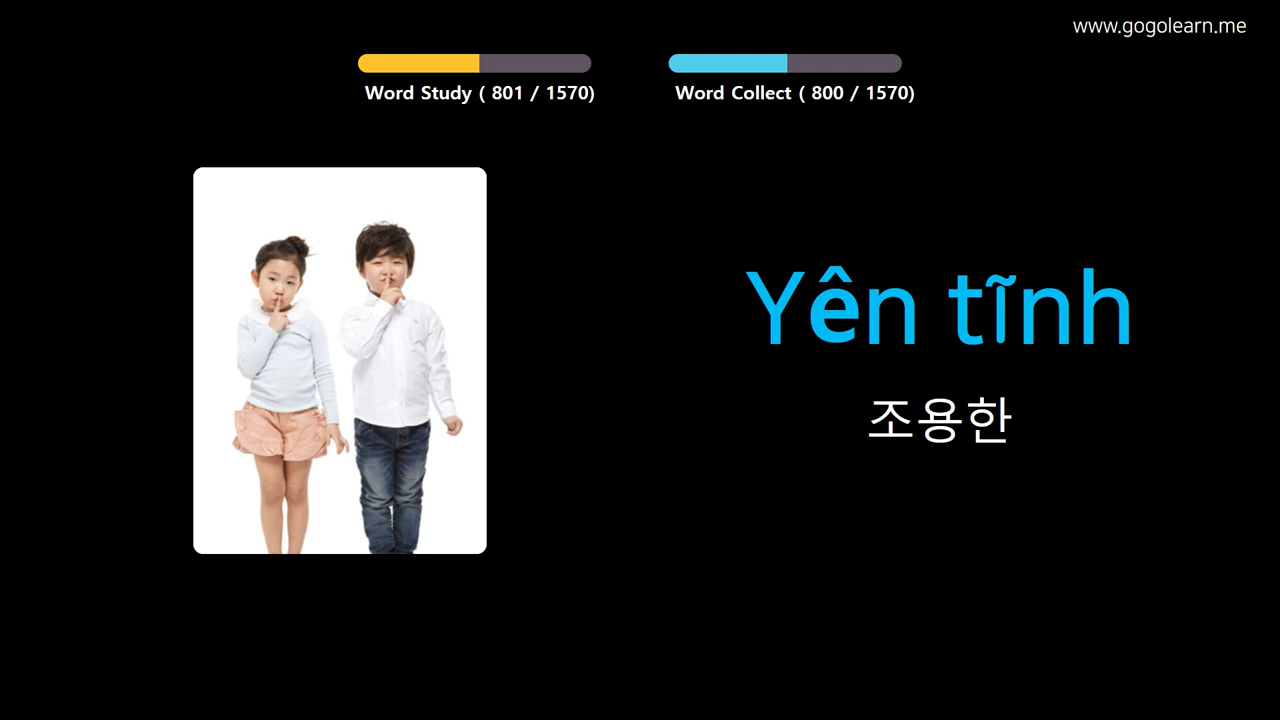 www.gogolearn.me
Word Study ( 801 / 1570)
Word Collect ( 800 / 1570)
Yên tĩnh
조용한